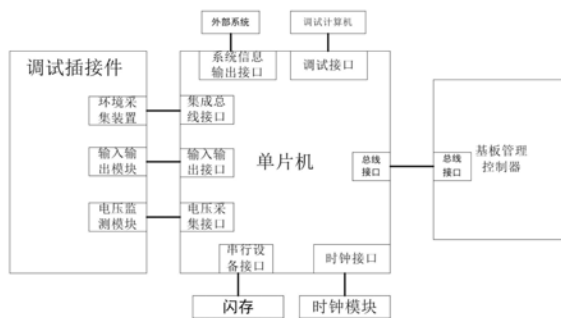 外部系统
调试计算机
系统信息
输出接口
调试接口
调试插接件
环境采
集装置
集成总
线接口
输入输
出模块
输入输
出接口
单片机
总线
接口
总线
接口
基板管理
控制器
电压监
测模块
电压采
集接口
串行设
备接口
时钟接口
闪存
时钟模块